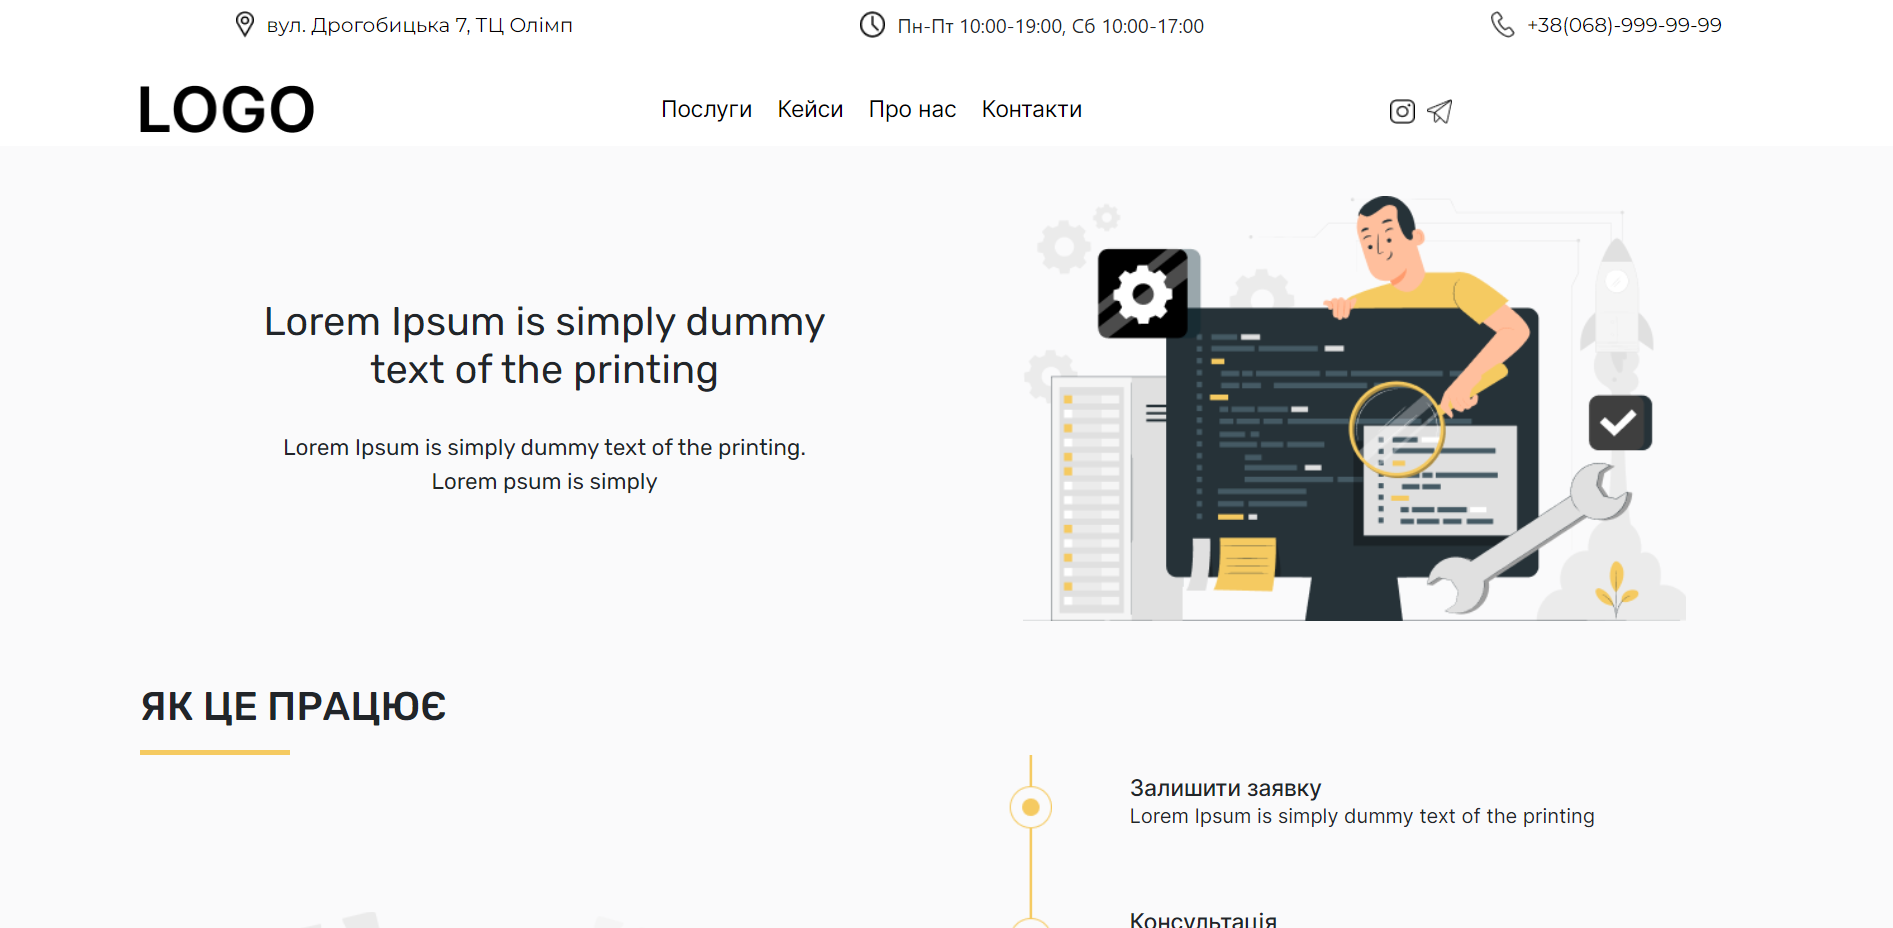 вул. Дрогобицька 7, ТЦ Олімп
Пн-Пт 10:00-19:00, Сб 10:00-17:00
+38(068)-999-99-99
LOGO
Послуги Кейси Про нас Контакти
Lorem Ipsum is simply dummy
text of the printing
Lorem Ipsum is simply dummy text of the printing.
Lorem psum is simply
ЯК ЦЕ ПРАЦЮЄ
Залишити заявку
Lorem Ipsum is simply dummy text of the printing
Консультація